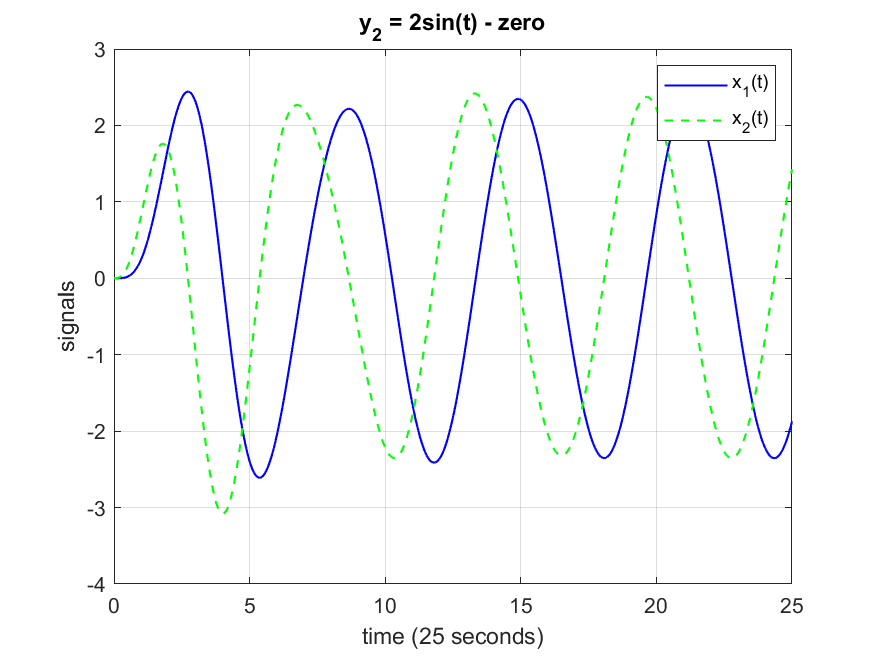 y₂ = 2sin(t) - zero
x₁(t)
x₂(t)
3
2
1
0
-1
-2
-3
-4
signals
0 5 10 15 20 25
time (25 seconds)